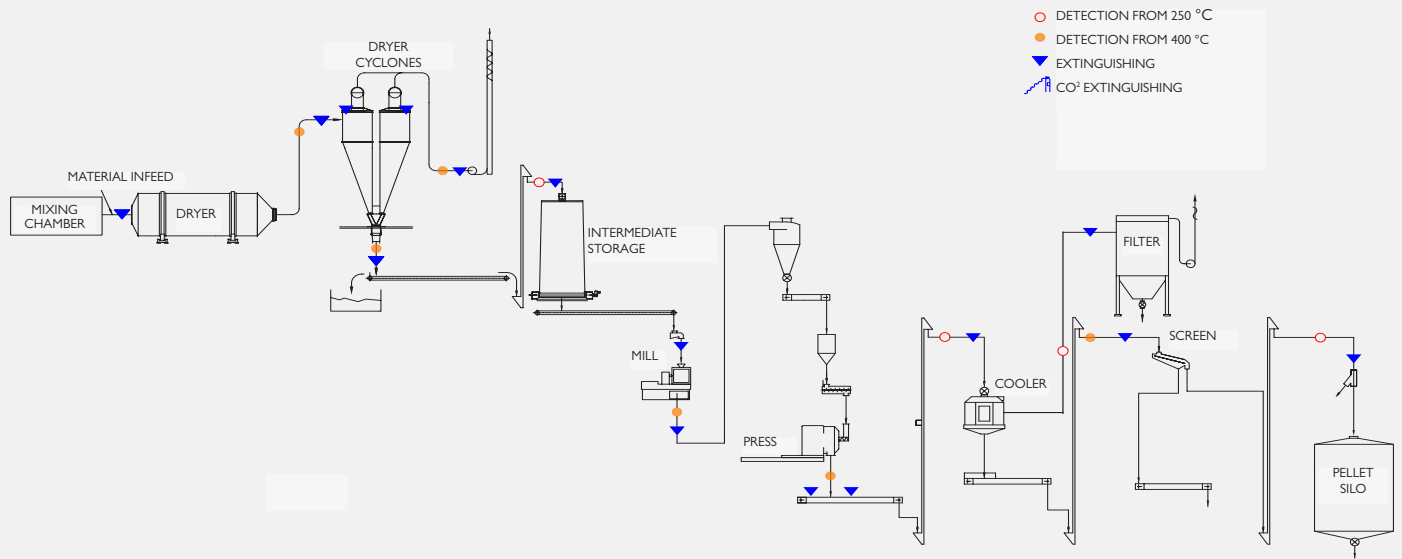 DETECTION FROM 250 °C
DETECTION FROM 400 °C
EXTINGUISHING
CO² EXTINGUISHING
DRYER
CYCLONES
MATERIAL INFEED
MIXING
CHAMBER
DRYER
INTERMEDIATE
STORAGE
FILTER
MILL
SCREEN
COOLER
PRESS
PELLET
SILO